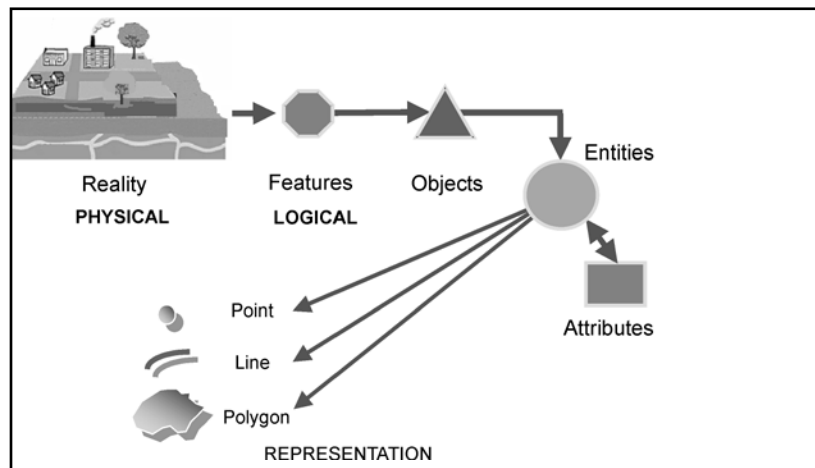 Entities
Reality
Features
Objects
PHYSICAL
LOGICAL
Attributes
Point
Line
Polygon
REPRESENTATION